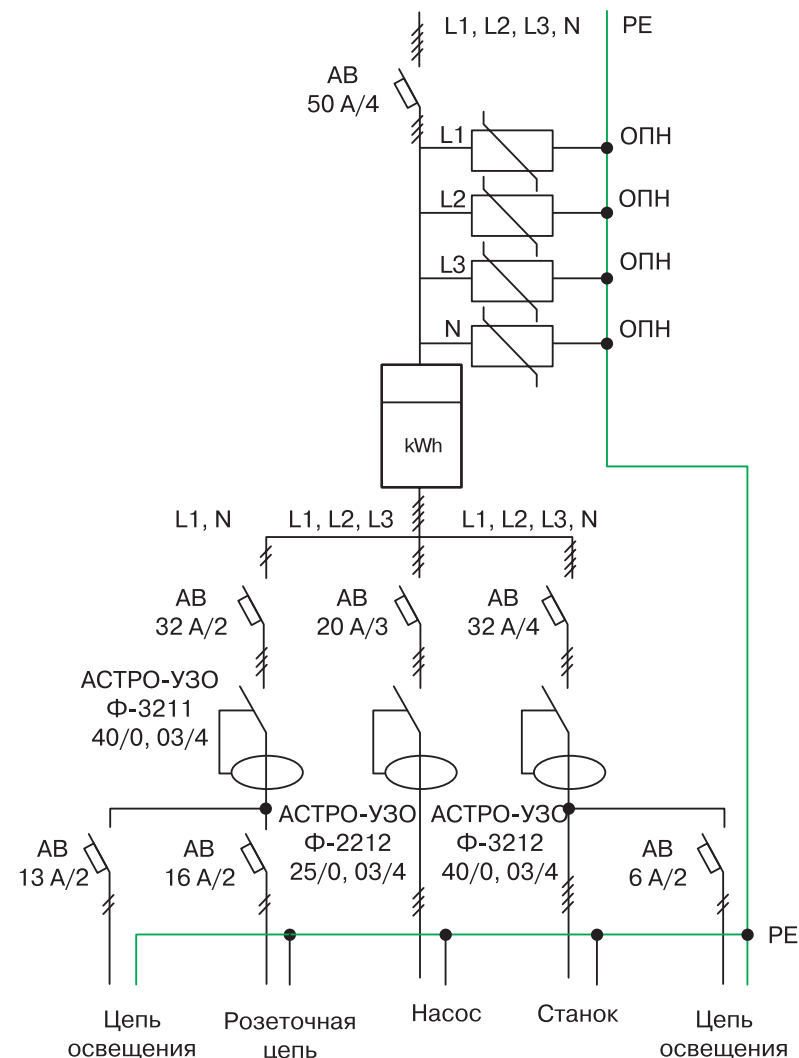 L1, L2, L3, N
PE
АВ
50 А/4
L1
ОПН
L2
ОПН
L3
ОПН
N
ОПН
kWh
L1, N
L1, L2, L3
L1, L2, L3, N
АВ
32 А/2
АВ
20 А/3
АВ
32 А/4
АСТРО-УЗО
Ф-3211
40/0, 03/4
АСТРО-УЗО
Ф-2212
25/0, 03/4
АСТРО-УЗО
Ф-3212
40/0, 03/4
АВ
13 А/2
АВ
16 А/2
АВ
6 А/2
PE
Цепь
освещения
Розеточная
цепь
Насос
Станок
Цепь
освещения